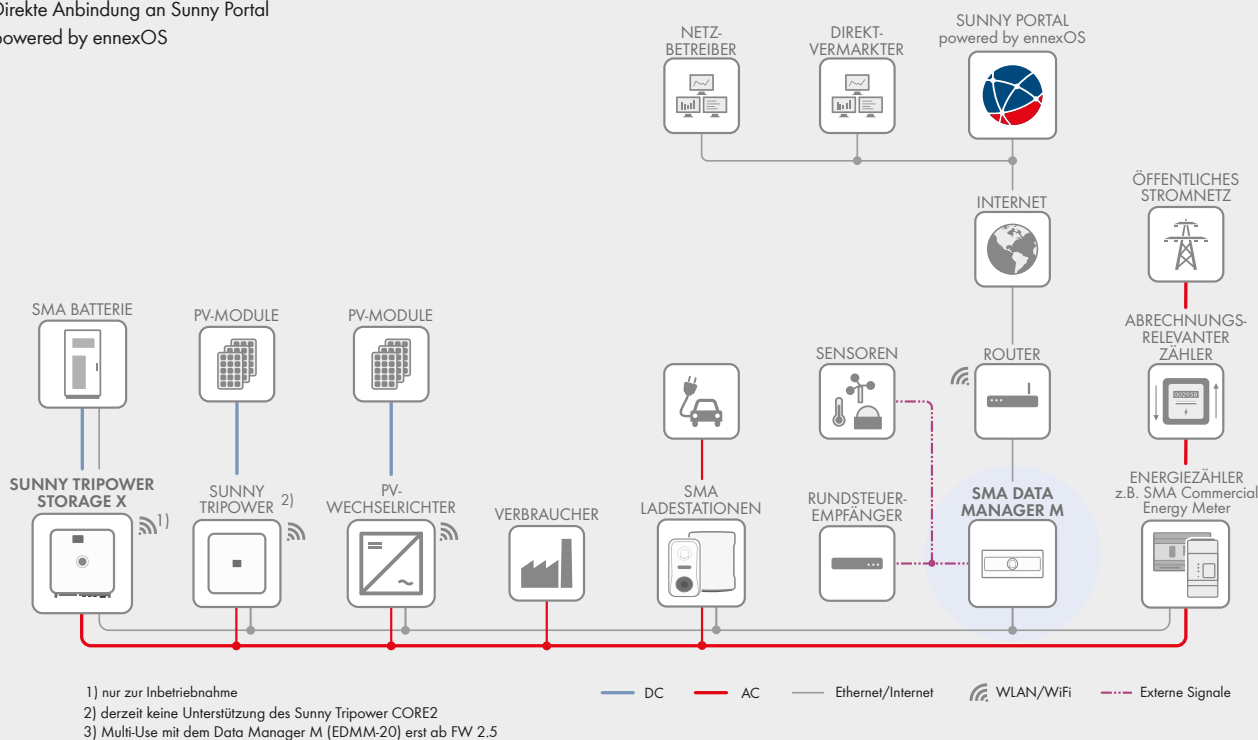 Direkte Anbindung an Sunny Portal
powered by ennexOS
NETZ-
BETREIBER
DIREKT-
VERMARKTER
SUNNY PORTAL
powered by ennexOS
INTERNET
ÖFFENTLICHES
STROMNETZ
SMA BATTERIE
PV-MODULE
PV-MODULE
SENSOREN
ROUTER
ABRECHNUNGS-
RELEVANTER
ZÄHLER
002938
SUNNY TRIPOWER
STORAGE X
1)
SUNNY
TRIPOWER 2)
PV-
WECHSELRICHTER
VERBRAUCHER
SMA
LADESTATIONEN
RUNDSTEUER-
EMPFÄNGER
SMA DATA
MANAGER M
ENERGIEZÄHLER
z.B. SMA Commercial
Energy Meter
1) nur zur Inbetriebnahme
2) derzeit keine Unterstützung des Sunny Tripower CORE2
3) Multi-Use mit dem Data Manager M (EDMM-20) erst ab FW 2.5
DC
AC
Ethernet/Internet
WLAN/WiFi
Externe Signale